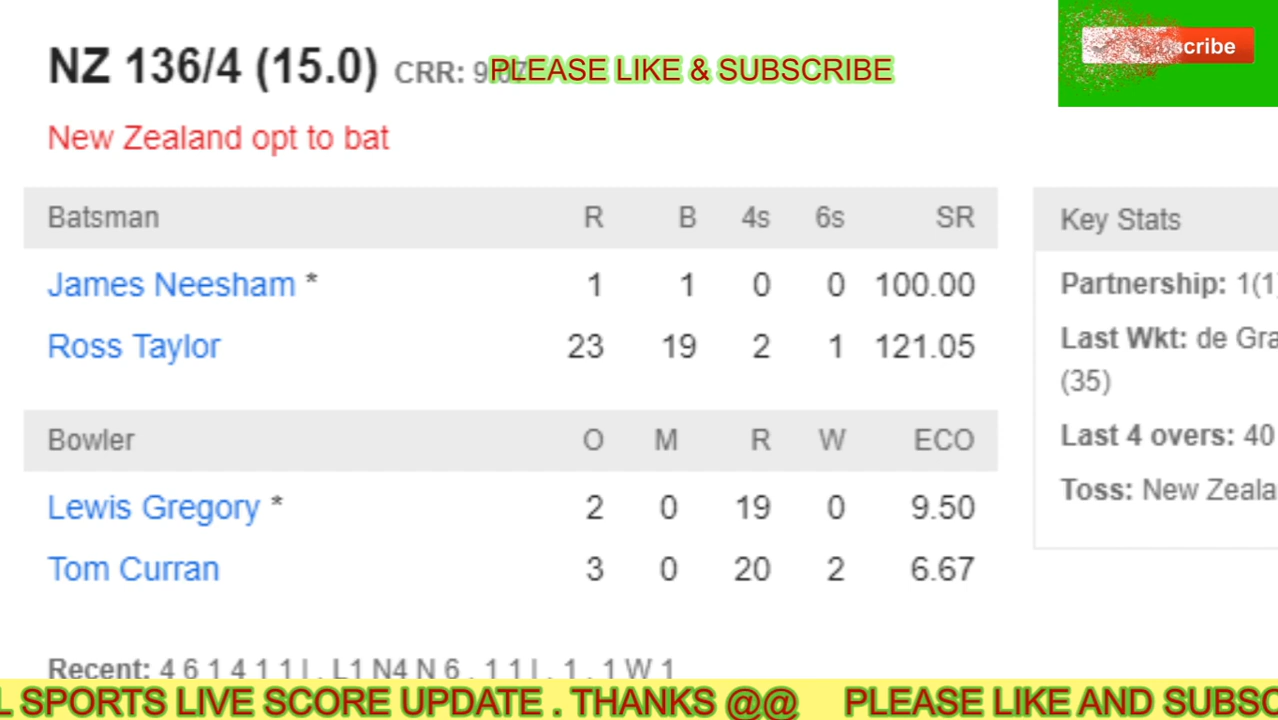 NZ 136/4 (15.0) CRR: PLEASE LIKE & SUBSCRIBE
scribe
New Zealand opt to bat
Batsman R B 4s 6s SR
James Neesham * 1 1 0 0 100.00
Ross Taylor 23 19 2 1 121.05
Bowler O M R W ECO
Lewis Gregory * 2 0 19 0 9.50
Tom Curran 3 0 20 2 6.67
Recent: 4 6 1 4 1 1 | . L1 N4 N 6 . 1 1 | . 1 . 1 W 1
Key Stats
Partnership: 1(1)
Last Wkt: de Gra
(35)
Last 4 overs: 40
Toss: New Zeala
L SPORTS LIVE SCORE UPDATE . THANKS @@ PLEASE LIKE AND SUBSC